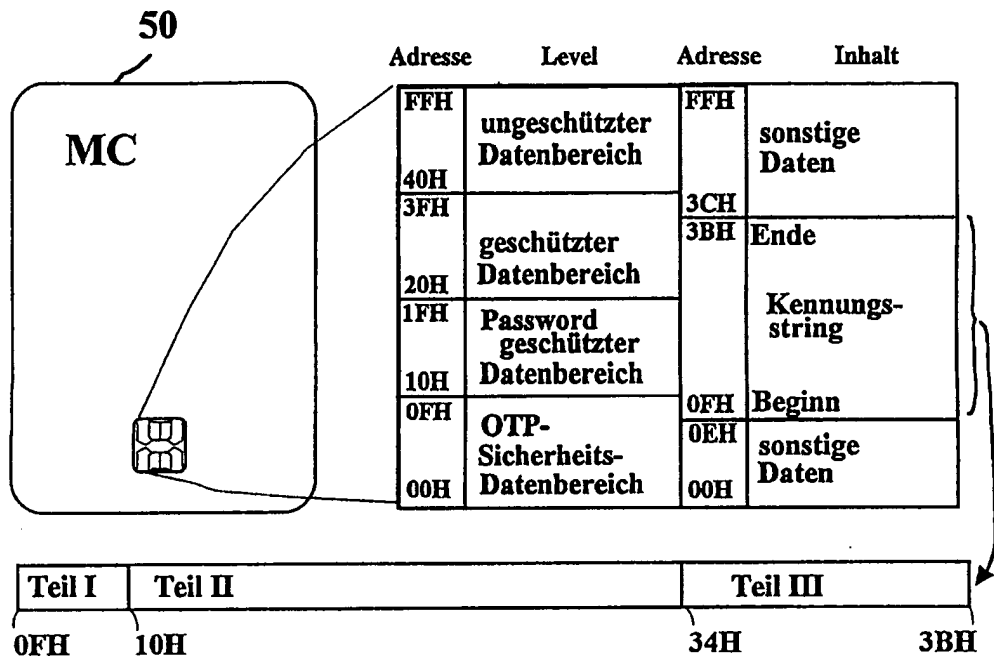 50
MC
Adresse Level Adresse Inhalt
FFH
ungeschützter
Datenbereich
40H
3FH
geschützter
Datenbereich
20H
1FH
Password
geschützter
Datenbereich
10H
0FH
OTP-
Sicherheits-
Datenbereich
00H
FFH
sonstige
Daten
3CH
3BH Ende
Kennungs-
string
0FH Beginn
0EH
sonstige
Daten
00H
Teil I Teil II Teil III
0FH 10H 34H 3BH